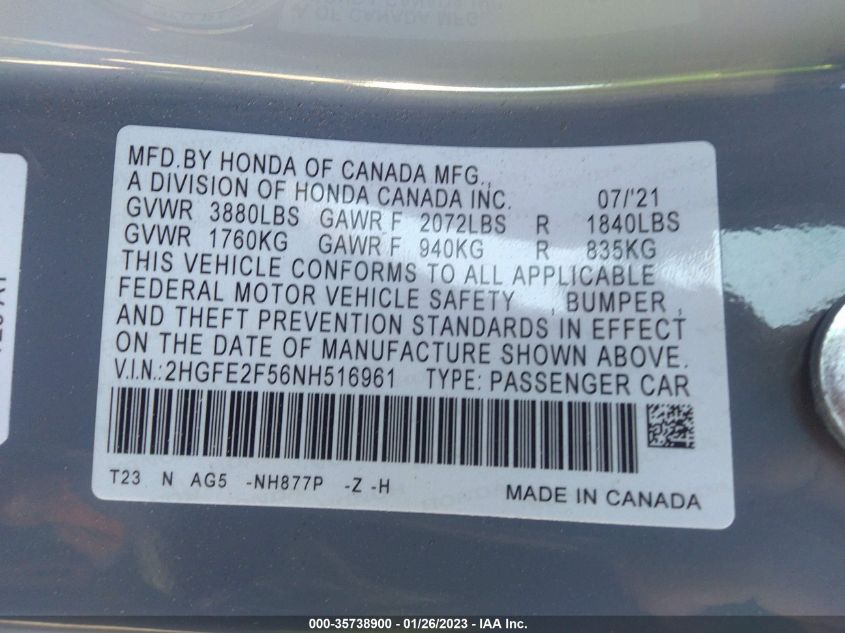 MFD.BY HONDA OF CANADA MFG.,
A DIVISION OF HONDA CANADA INC. 07/'21
GVWR 3880LBS GAWR F 2072LBS R 1840LBS
GVWR 1760KG GAWR F 940KG R 835KG
THIS VEHICLE CONFORMS TO ALL APPLICABLE
FEDERAL MOTOR VEHICLE SAFETY , BUMPER ,
AND THEFT PREVENTION STANDARDS IN EFFECT
ON THE DATE OF MANUFACTURE SHOWN ABOVE.
V.I.N.:2HGFE2F56NH516961 TYPE: PASSENGER CAR
T23 N AG5 -NH877P -Z -H
MADE IN CANADA
000-35738900 - 01/26/2023 - IAA Inc.